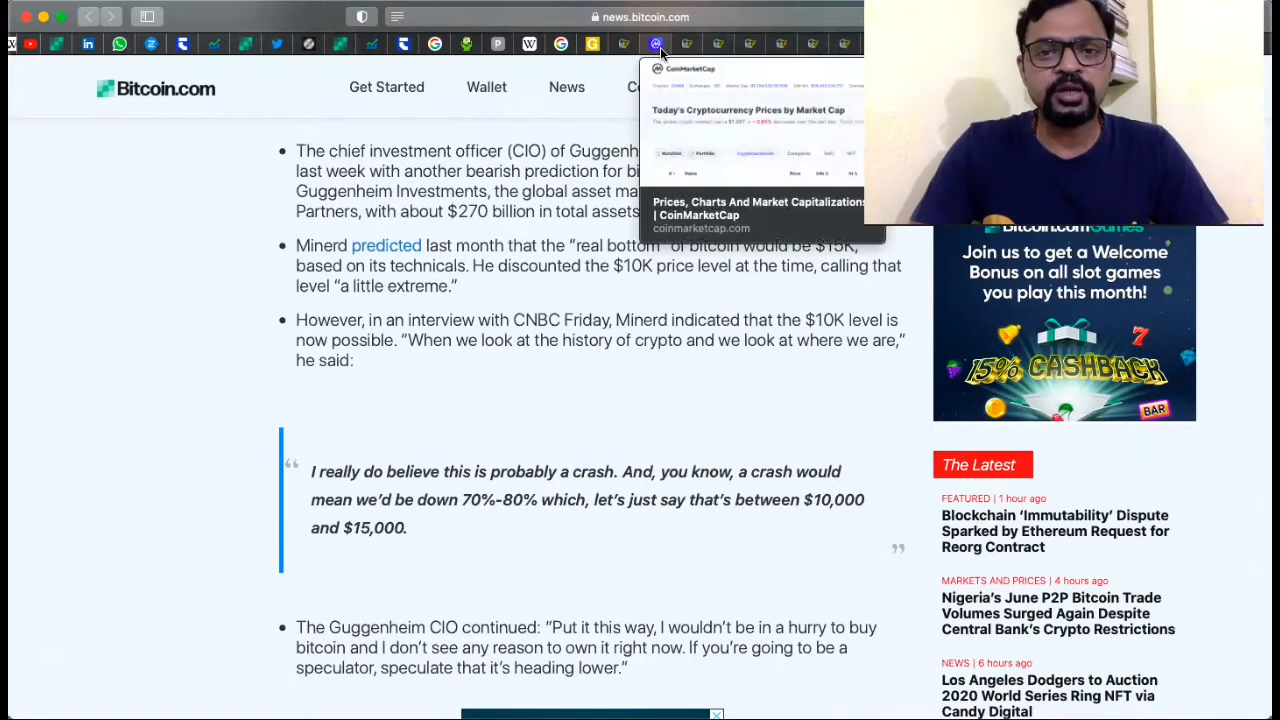 news.bitcoin.com
Bitcoin.com
Get Started
Wallet
News
CoinMarketCap
Today's Cryptocurrency Prices by Market Cap
Watchlist
Portfolio
Cryptocurrencies
Categories
DeFi
NFT
# Name
Price
24h %
7d %
Prices, Charts And Market Capitalizations
| CoinMarketCap
coinmarketcap.com
• The chief investment officer (CIO) of Guggenh
last week with another bearish prediction for bi
Guggenheim Investments, the global asset ma
Partners, with about $270 billion in total assets
• Minerd predicted last month that the “real bottom” of bitcoin would be $15K,
based on its technicals. He discounted the $10K price level at the time, calling that
level “a little extreme.”
• However, in an interview with CNBC Friday, Minerd indicated that the $10K level is
now possible. “When we look at the history of crypto and we look at where we are,”
he said:
“ I really do believe this is probably a crash. And, you know, a crash would
mean we’d be down 70%-80% which, let’s just say that’s between $10,000
and $15,000.
”
• The Guggenheim CIO continued: “Put it this way, I wouldn’t be in a hurry to buy
bitcoin and I don’t see any reason to own it right now. If you’re going to be a
speculator, speculate that it’s heading lower.”
Bitcoin.com Games
Join us to get a Welcome
Bonus on all slot games
you play this month!
15% CASHBACK
BAR
The Latest
FEATURED | 1 hour ago
Blockchain ‘Immutability’ Dispute
Sparked by Ethereum Request for
Reorg Contract
MARKETS AND PRICES | 4 hours ago
Nigeria’s June P2P Bitcoin Trade
Volumes Surged Again Despite
Central Bank’s Crypto Restrictions
NEWS | 6 hours ago
Los Angeles Dodgers to Auction
2020 World Series Ring NFT via
Candy Digital